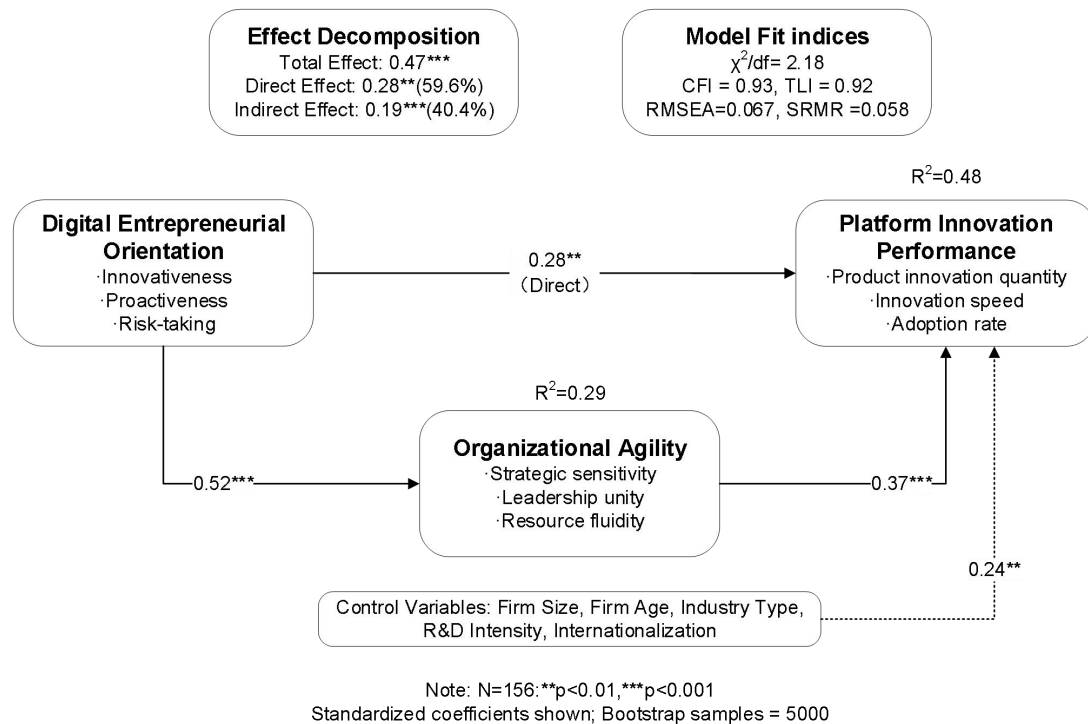 Effect Decomposition
Total Effect: 0.47***
Direct Effect: 0.28**(59.6%)
Indirect Effect: 0.19***(40.4%)
Model Fit indices
χ²/df= 2.18
CFI = 0.93, TLI = 0.92
RMSEA=0.067, SRMR =0.058
R²=0.48
Digital Entrepreneurial
Orientation
·Innovativeness
·Proactiveness
·Risk-taking
0.28**
（Direct）
Platform Innovation
Performance
·Product innovation quantity
·Innovation speed
·Adoption rate
R²=0.29
Organizational Agility
·Strategic sensitivity
·Leadership unity
·Resource fluidity
0.52***
0.37***
0.24**
Control Variables: Firm Size, Firm Age, Industry Type,
R&D Intensity, Internationalization
Note: N=156:**p<0.01,***p<0.001
Standardized coefficients shown; Bootstrap samples = 5000